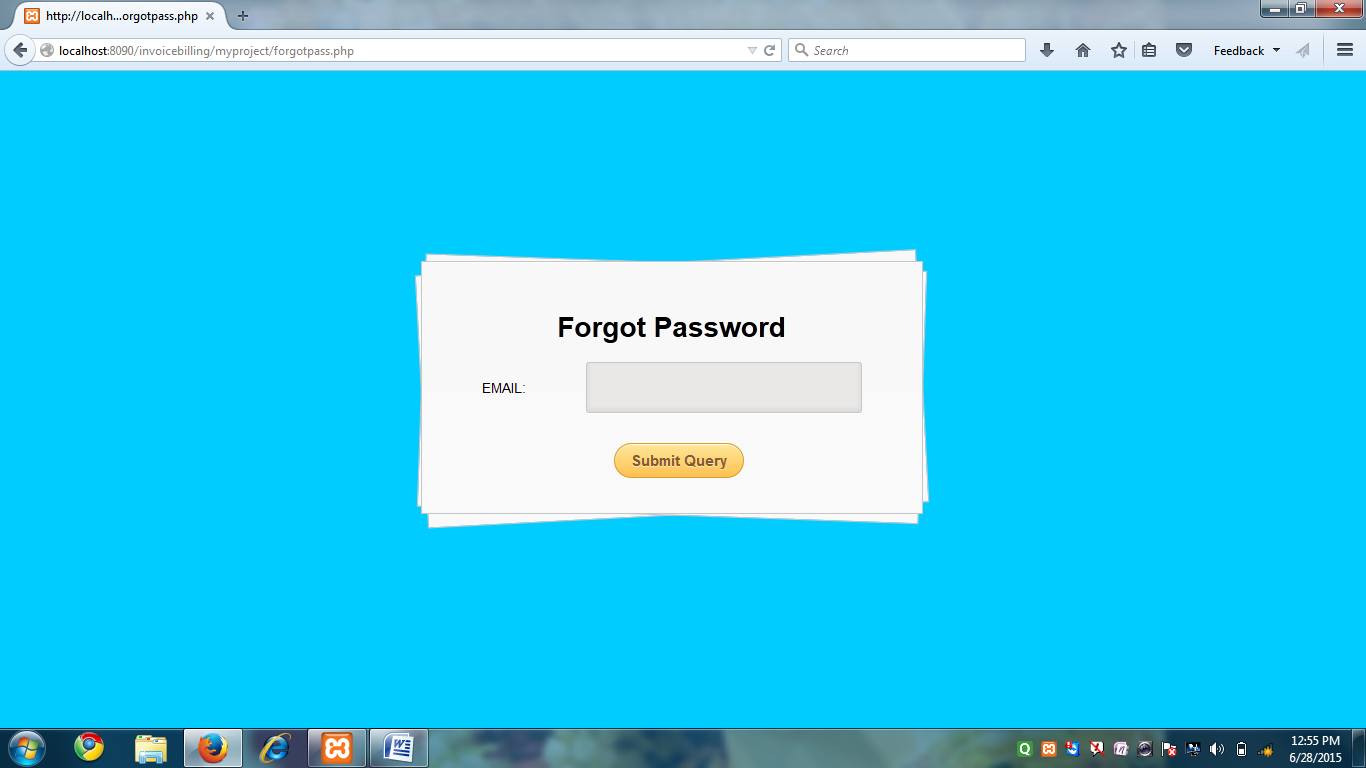 http://localh...orgotpass.php
localhost:8090/invoicebilling/myproject/forgotpass.php
Search
Feedback
Forgot Password
EMAIL:
Submit Query
12:55 PM
6/28/2015